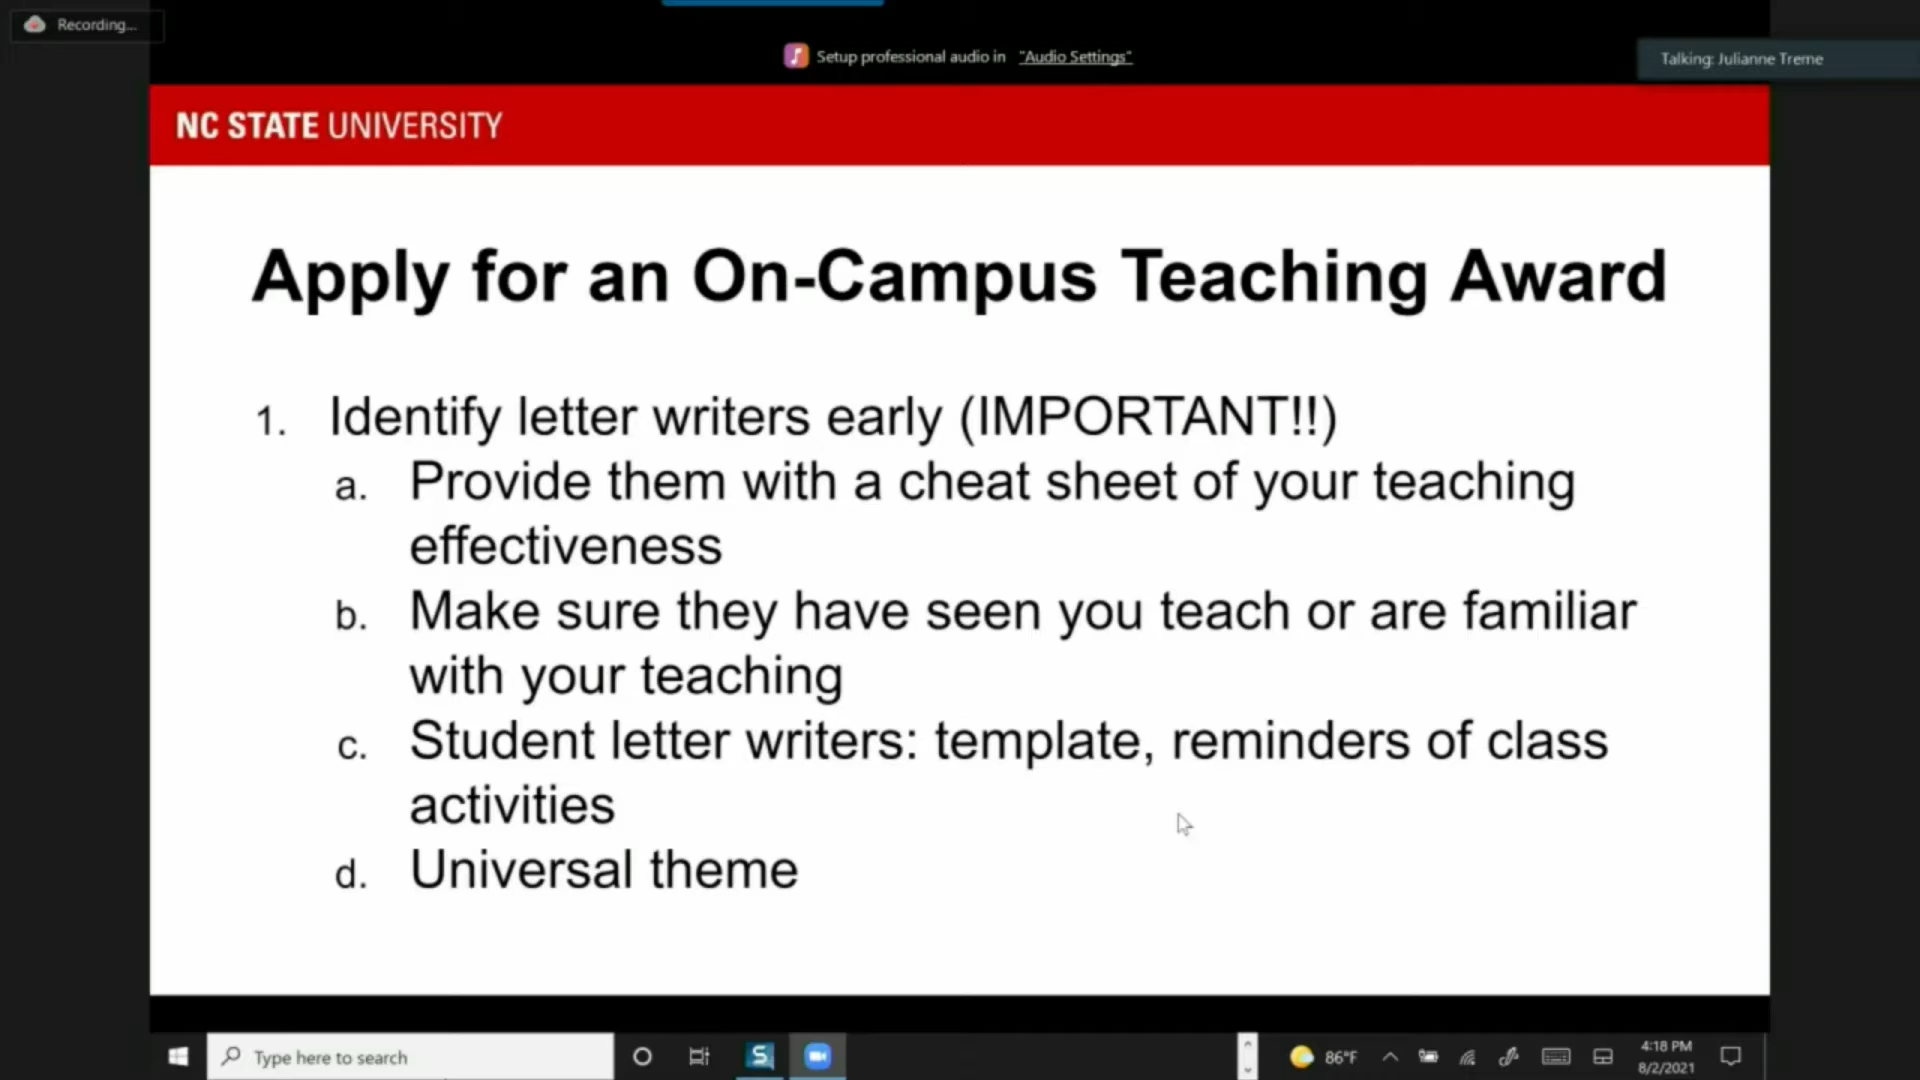 Recording...
Setup professional audio in "Audio Settings"
Talking: Julianne Treme
NC STATE UNIVERSITY
Apply for an On-Campus Teaching Award
1. Identify letter writers early (IMPORTANT!!)
a. Provide them with a cheat sheet of your teaching
effectiveness
b. Make sure they have seen you teach or are familiar
with your teaching
c. Student letter writers: template, reminders of class
activities
d. Universal theme
Type here to search
S
86°F
4:18 PM
8/2/2021